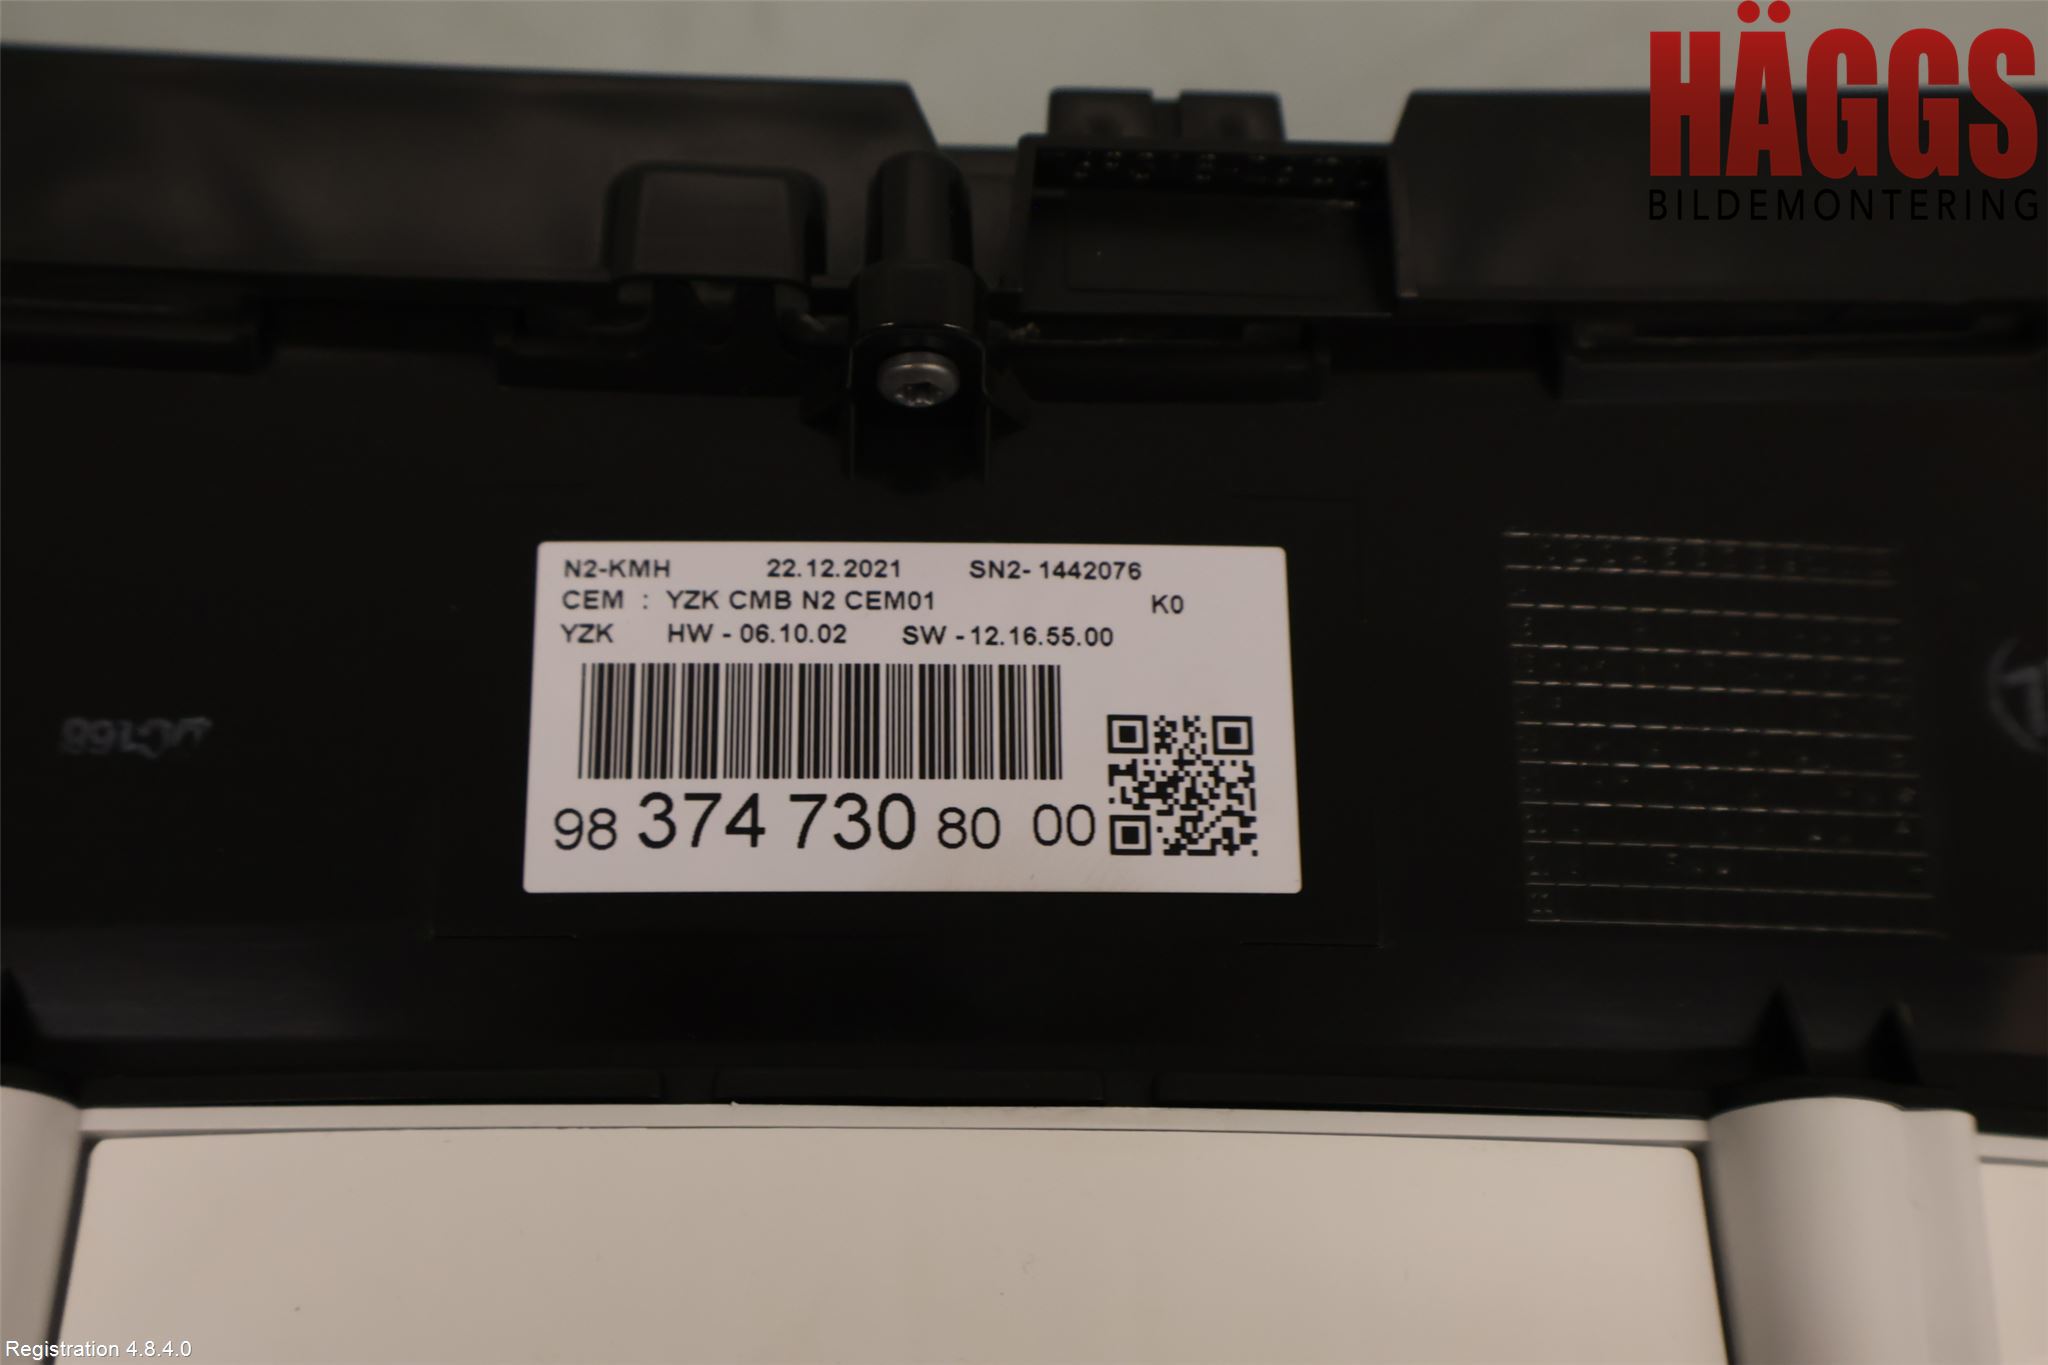 HÄGGS
BILDEMONTERING
N2-KMH 22.12.2021 SN2- 1442076
CEM : YZK CMB N2 CEM01 K0
YZK HW - 06.10.02 SW -12.16.55.00
98 374 730 80 00
Registration 4.8.4.0